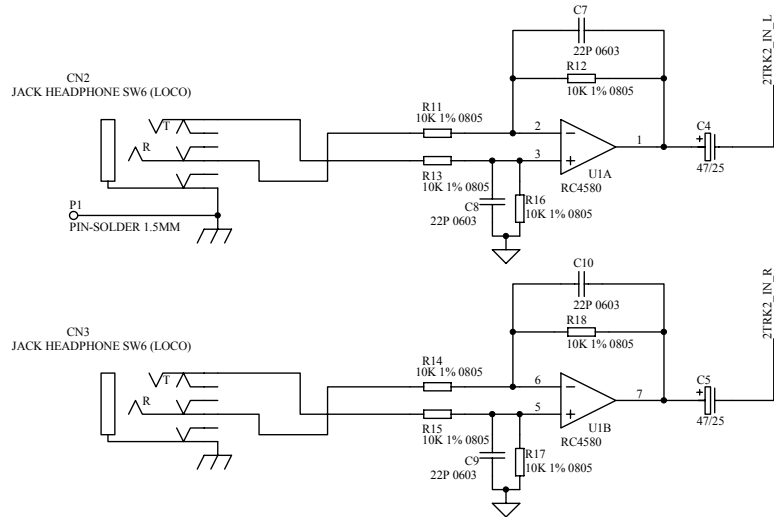 C7
22P 0603
2TRK2_IN_L
R12
10K 1% 0805
CN2
JACK HEADPHONE SW6 (LOCO)
R11
10K 1% 0805
T
R
2
3
1
C4
+
47/25
U1A
RC4580
R13
10K 1% 0805
C8
22P 0603
R16
10K 1% 0805
P1
PIN-SOLDER 1.5MM
C10
22P 0603
2TRK2_IN_R
R18
10K 1% 0805
CN3
JACK HEADPHONE SW6 (LOCO)
R14
10K 1% 0805
T
R
6
5
7
C5
+
47/25
U1B
RC4580
R15
10K 1% 0805
C9
22P 0603
R17
10K 1% 0805